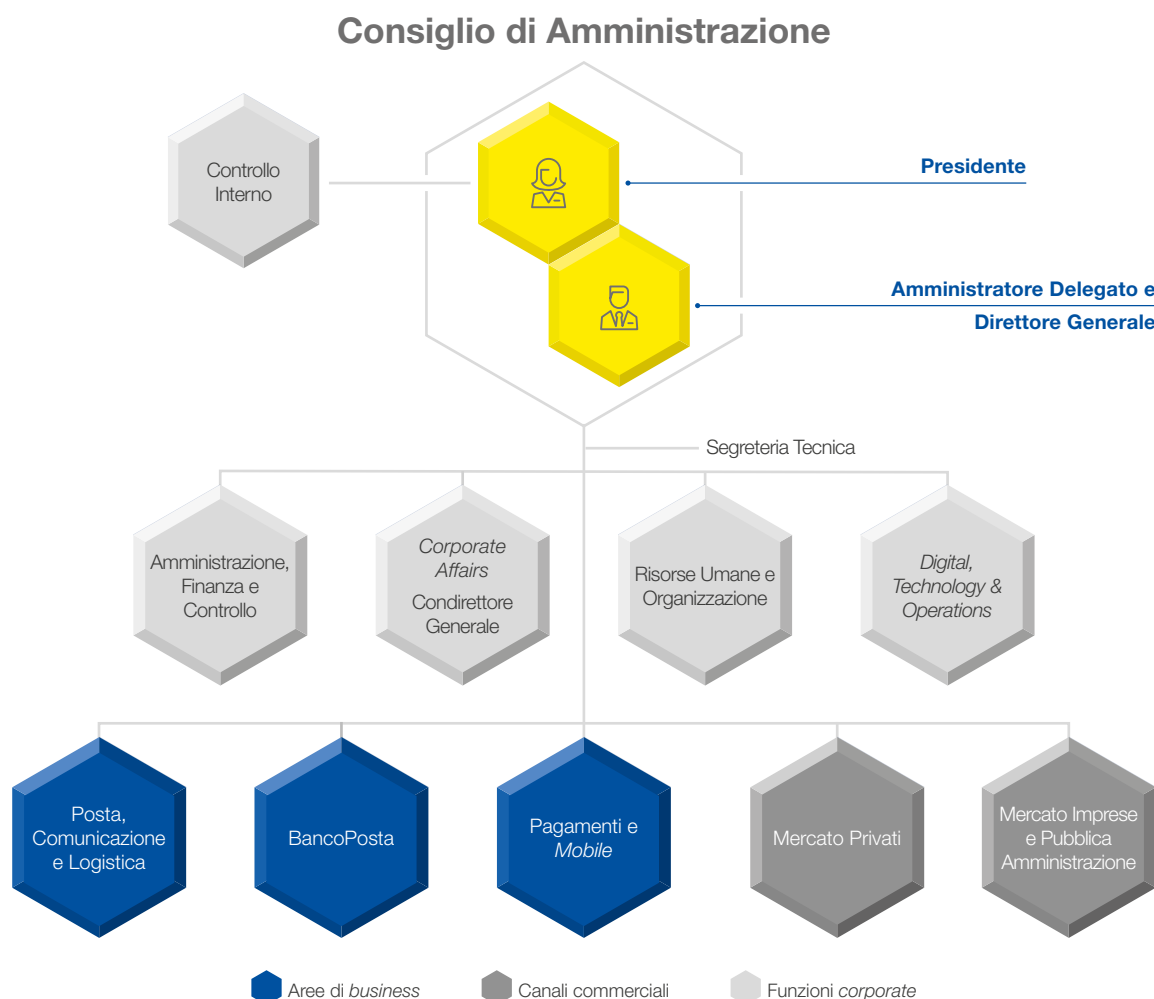 Consiglio di Amministrazione
Controllo
Interno
Presidente
Amministratore Delegato e
Direttore Generale
Segreteria Tecnica
Amministrazione,
Finanza e
Controllo
Corporate
Affairs
Condirettore
Generale
Risorse Umane e
Organizzazione
Digital,
Technology &
Operations
Posta,
Comunicazione
e Logistica
BancoPosta
Pagamenti e
Mobile
Mercato Privati
Mercato Imprese
e Pubblica
Amministrazione
Aree di business
Canali commerciali
Funzioni corporate